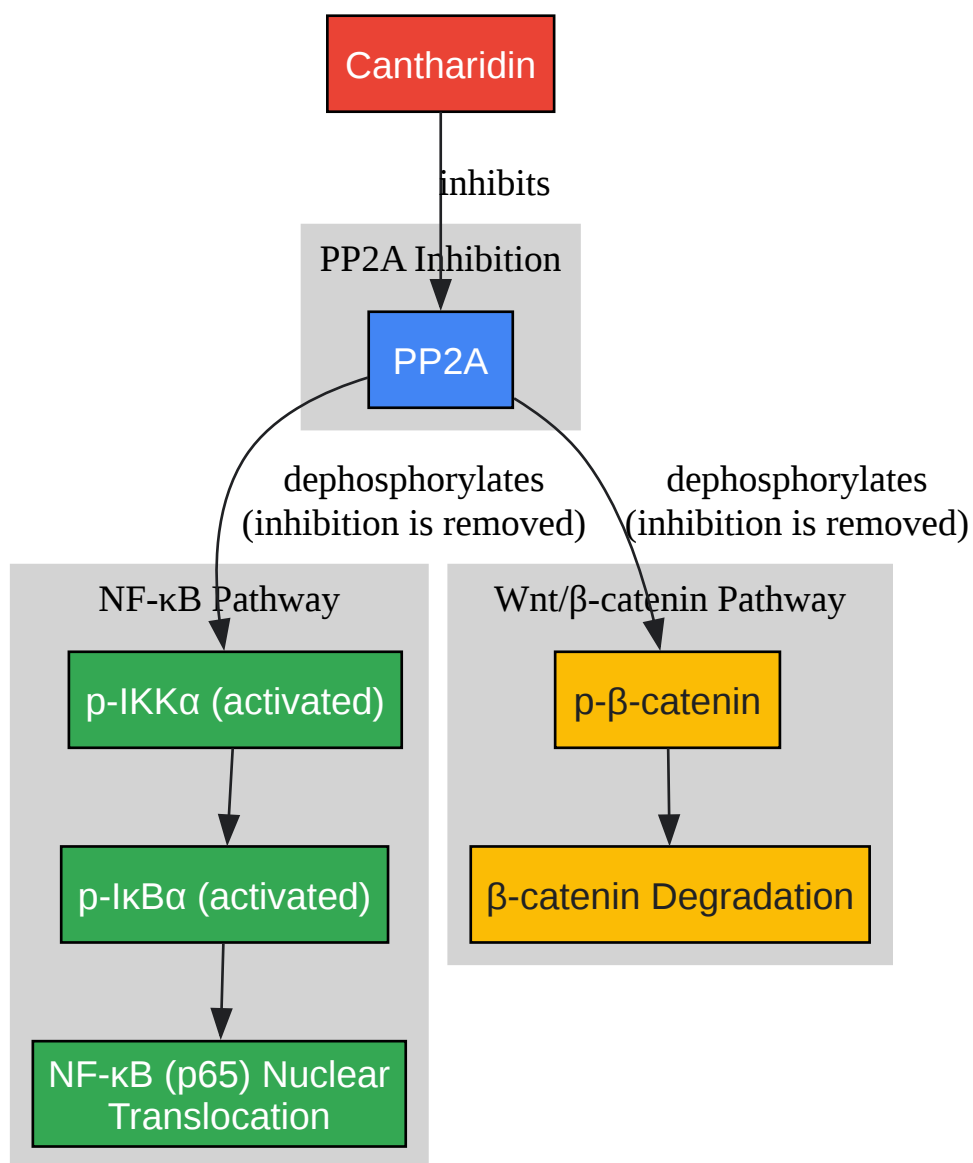 Cantharidin
inhibits
PP2A Inhibition
PP2A
dephosphorylates
(inhibition is removed)
dephosphorylates
(inhibition is removed)
NF-κB Pathway
p-IKKα (activated)
p-IκBα (activated)
NF-κB (p65) Nuclear
Translocation
Wnt/β-catenin Pathway
p-β-catenin
β-catenin Degradation